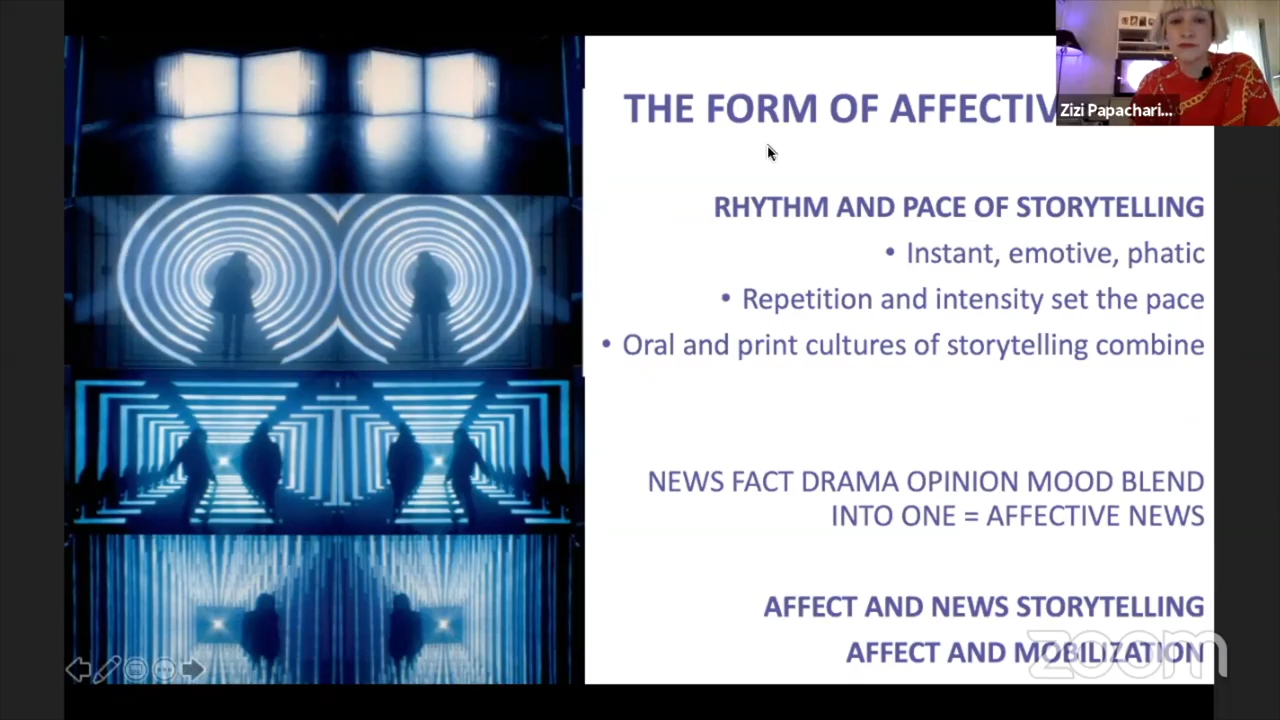 THE FORM OF AFFECTIV
Zizi Papachari...
RHYTHM AND PACE OF STORYTELLING
• Instant, emotive, phatic
• Repetition and intensity set the pace
• Oral and print cultures of storytelling combine
NEWS FACT DRAMA OPINION MOOD BLEND
INTO ONE = AFFECTIVE NEWS
AFFECT AND NEWS STORYTELLING
AFFECT AND MOBILIZATION
zoom